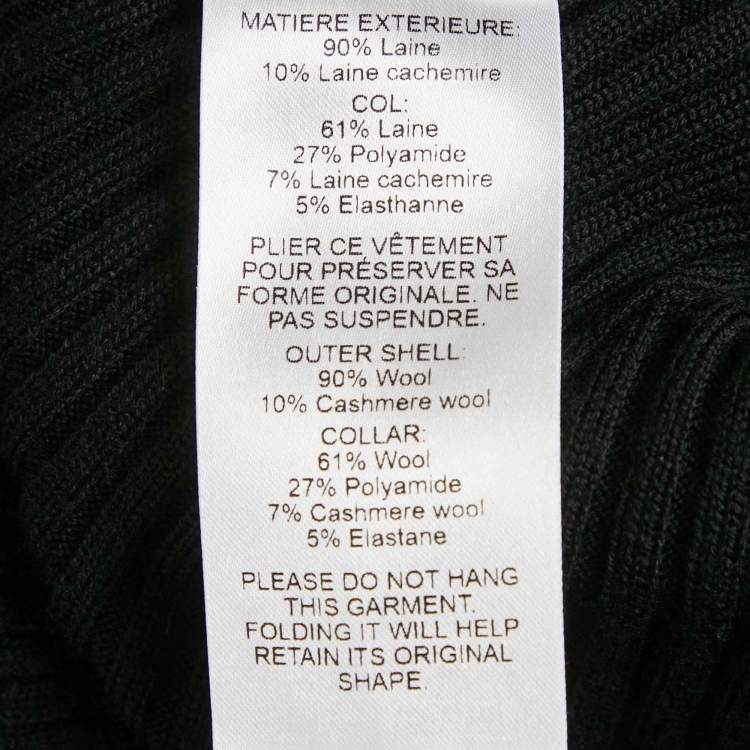 MATIERE EXTERIEURE:
90% Laine
10% Laine cachemire
COL:
61% Laine
27% Polyamide
7% Laine cachemire
5% Elasthanne
PLIER CE VÊTEMENT
POUR PRÉSERVER SA
FORME ORIGINALE. NE
PAS SUSPENDRE.
OUTER SHELL:
90% Wool
10% Cashmere wool
COLLAR:
61% Wool
27% Polyamide
7% Cashmere wool
5% Elastane
PLEASE DO NOT HANG
THIS GARMENT.
FOLDING IT WILL HELP
RETAIN ITS ORIGINAL
SHAPE.